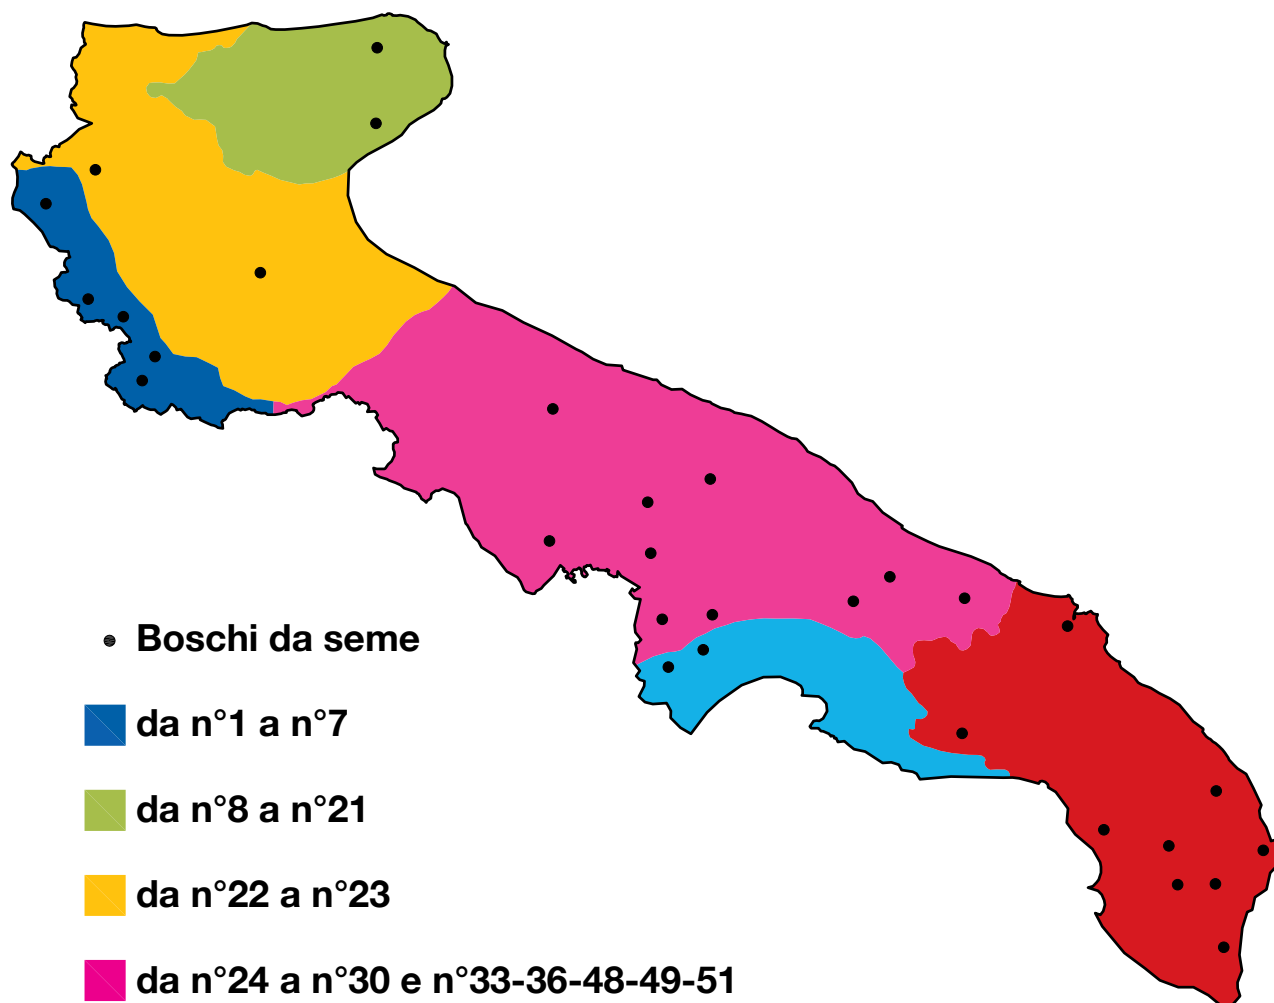 Boschi da seme
da n°1 a n°7
da n°8 a n°21
da n°22 a n°23
da n°24 a n°30 e n°33-36-48-49-51